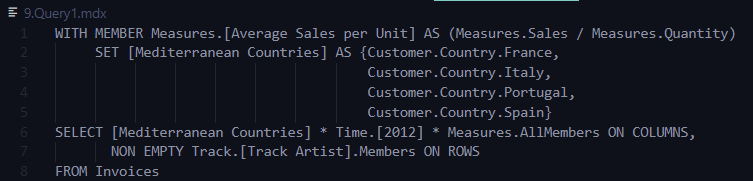 9.Query1.mdx
1 WITH MEMBER Measures.[Average Sales per Unit] AS (Measures.Sales / Measures.Quantity)
2 SET [Mediterranean Countries] AS {Customer.Country.France,
3 Customer.Country.Italy,
4 Customer.Country.Portugal,
5 Customer.Country.Spain}
6 SELECT [Mediterranean Countries] * Time.[2012] * Measures.AllMembers ON COLUMNS,
7 NON EMPTY Track.[Track Artist].Members ON ROWS
8 FROM Invoices